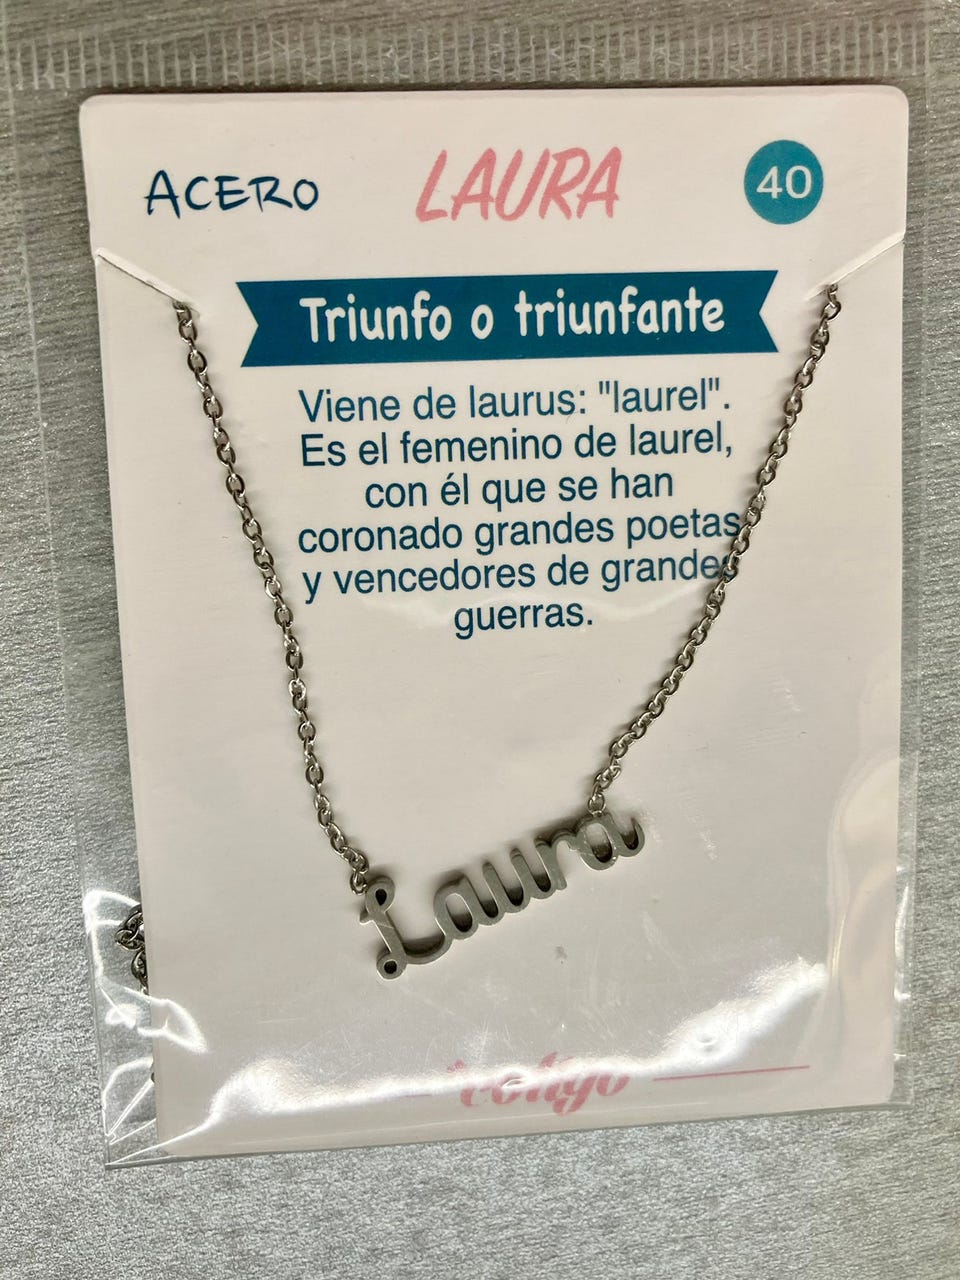 ACERO LAURA 40
Triunfo o triunfante
Viene de laurus: "laurel".
Es el femenino de laurel,
con él que se han
coronado grandes poetas
y vencedores de grandes
guerras.
Laura